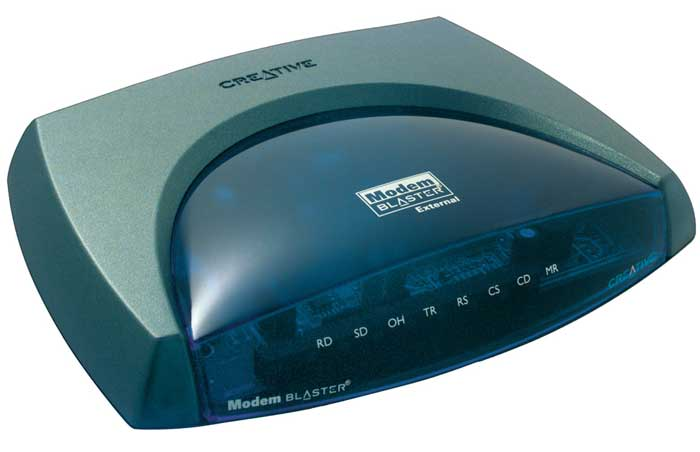 CREATIVE
Modem
BLASTER®
External
RD SD OH TR RS CS CD MR
CREATIVE
Modem BLASTER®